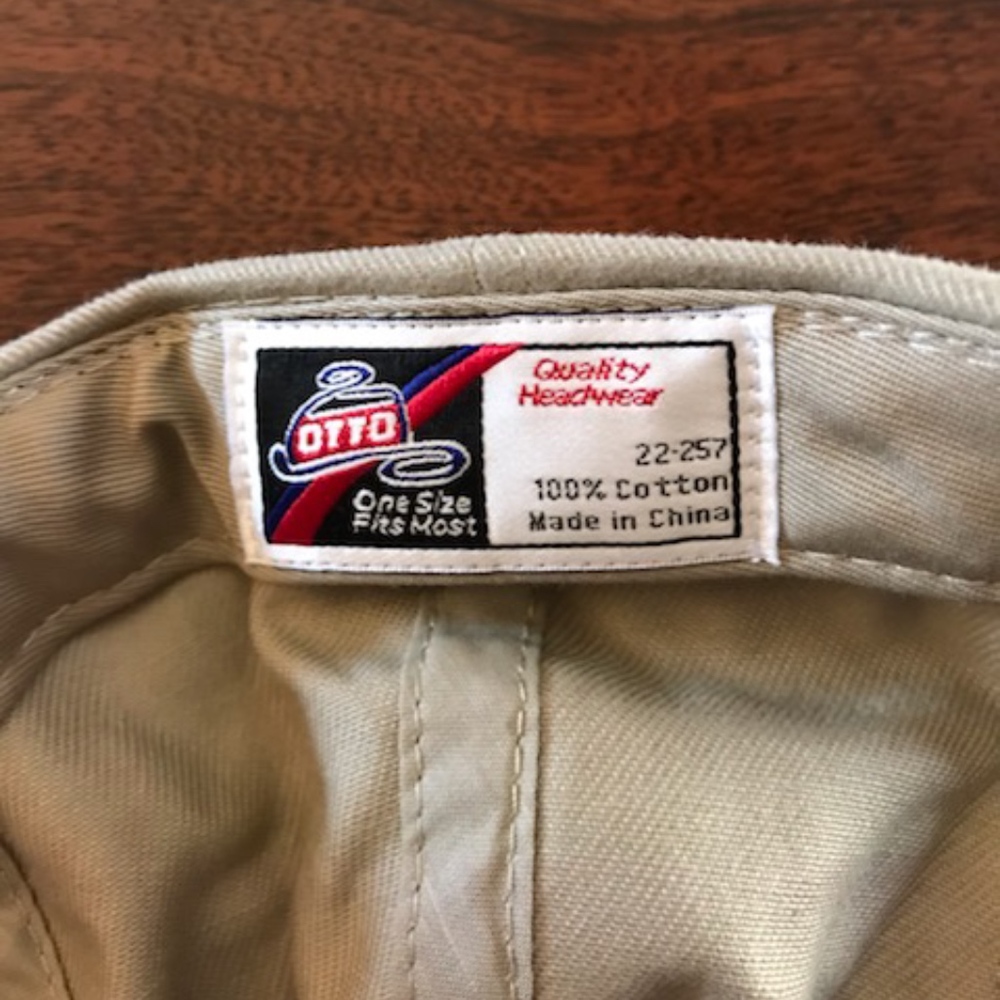 OTTO
One Size
Fits Most
Quality
Headwear
22-257
100% Cotton
Made in China